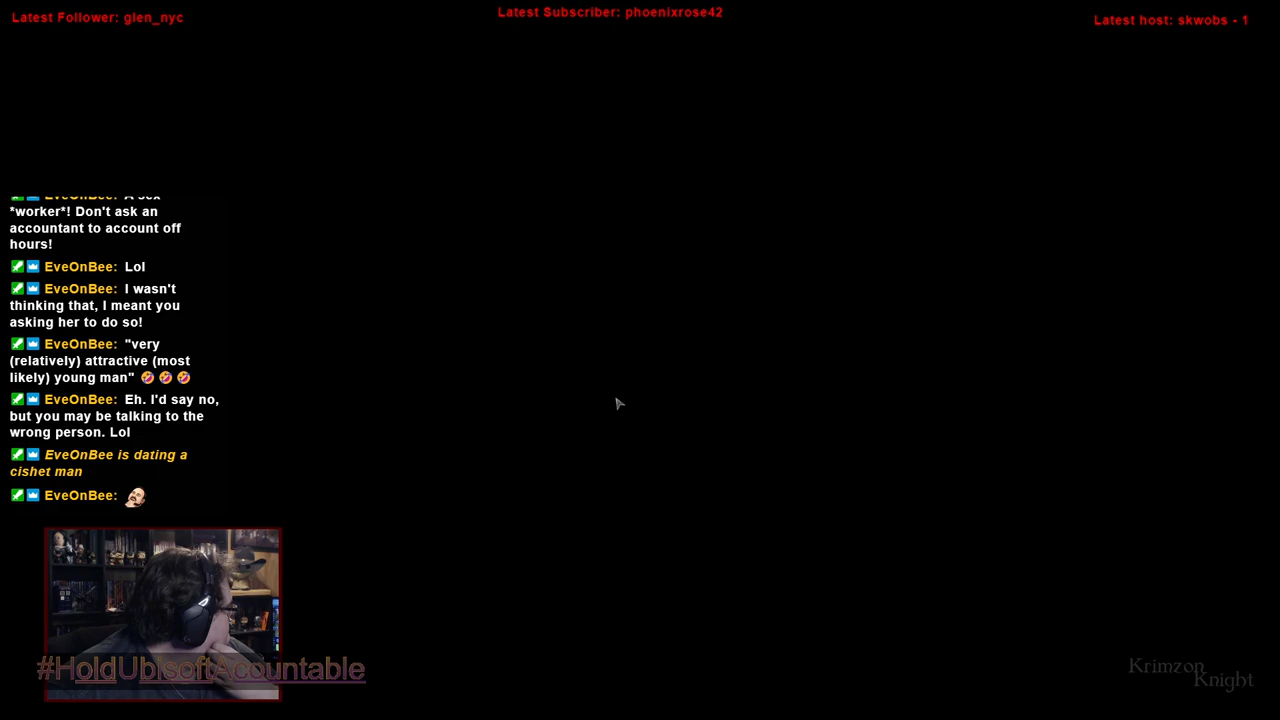 Latest Follower: glen_nyc
Latest Subscriber: phoenixrose42
Latest host: skwobs - 1
EveOnBee: A sex
*worker*! Don't ask an
accountant to account off
hours!
EveOnBee: Lol
EveOnBee: I wasn't
thinking that, I meant you
asking her to do so!
EveOnBee: "very
(relatively) attractive (most
likely) young man" 🤣 🤣 🤣
EveOnBee: Eh. I'd say no,
but you may be talking to the
wrong person. Lol
EveOnBee is dating a
cishet man
EveOnBee:
#HoldUbisoftAcountable
Krimzon
Knight